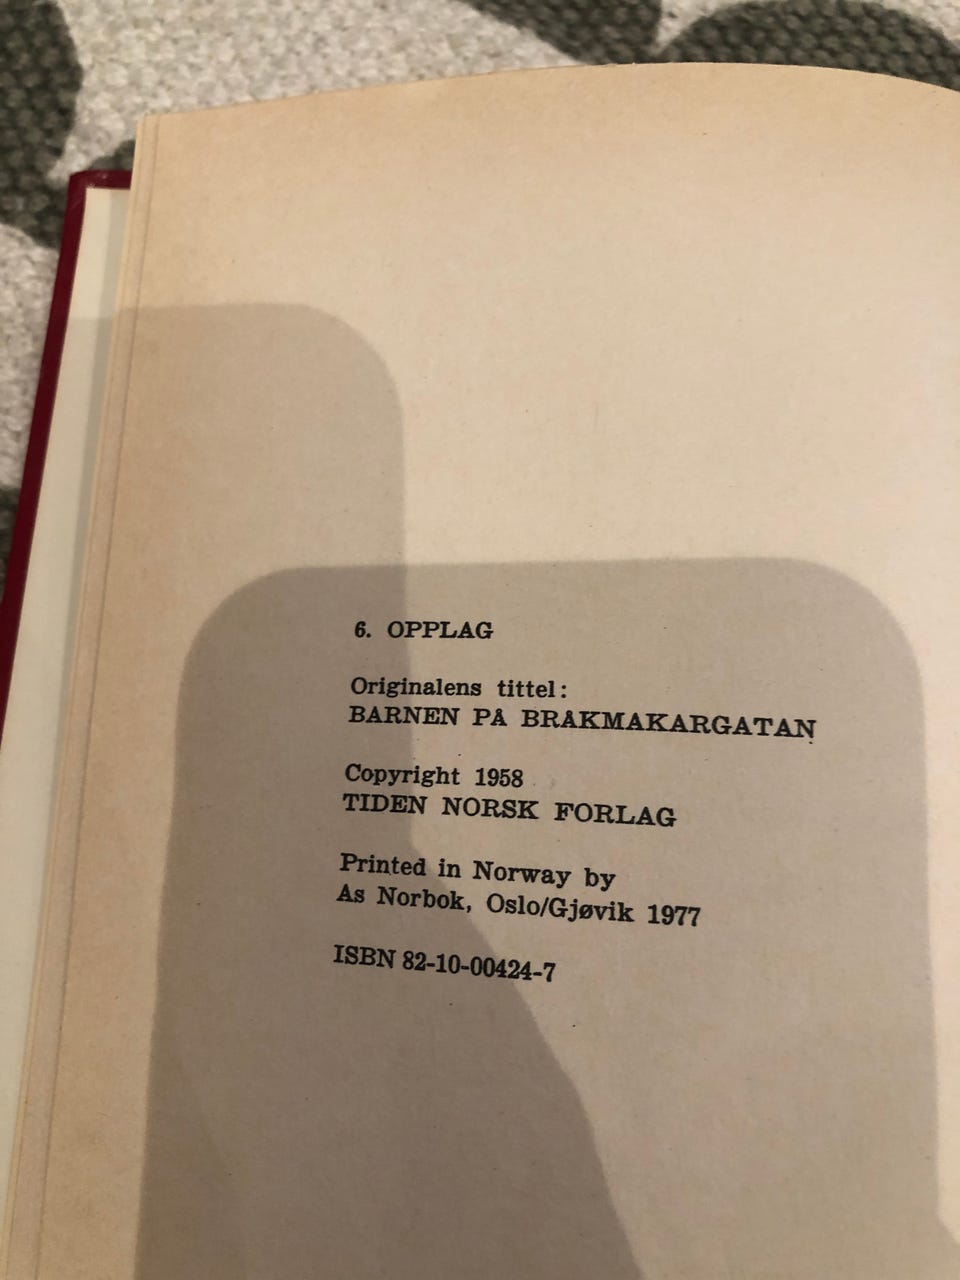 6. OPPLAG
Originalens tittel:
BARNEN PÅ BRÅKMAKARGATAN
Copyright 1958
TIDEN NORSK FORLAG
Printed in Norway by
As Norbok, Oslo/Gjøvik 1977
ISBN 82-10-00424-7